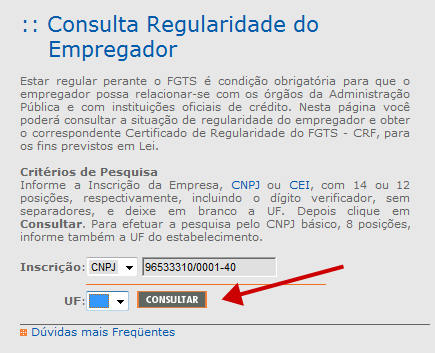 :: Consulta Regularidade do
Empregador
Estar regular perante o FGTS é condição obrigatória para que o
empregador possa relacionar-se com os órgãos da Administração
Pública e com instituições oficiais de crédito. Nesta página você
poderá consultar a situação de regularidade do empregador e obter
o correspondente Certificado de Regularidade do FGTS - CRF, para
os fins previstos em Lei.
Critérios de Pesquisa
Informe a Inscrição da Empresa, CNPJ ou CEI, com 14 ou 12
posições, respectivamente, incluindo o dígito verificador, sem
separadores, e deixe em branco a UF. Depois clique em
Consultar. Para efetuar a pesquisa pelo CNPJ básico, 8 posições,
informe também a UF do estabelecimento.
Inscrição: CNPJ 96533310/0001-40
UF: CONSULTAR
Dúvidas mais Freqüentes